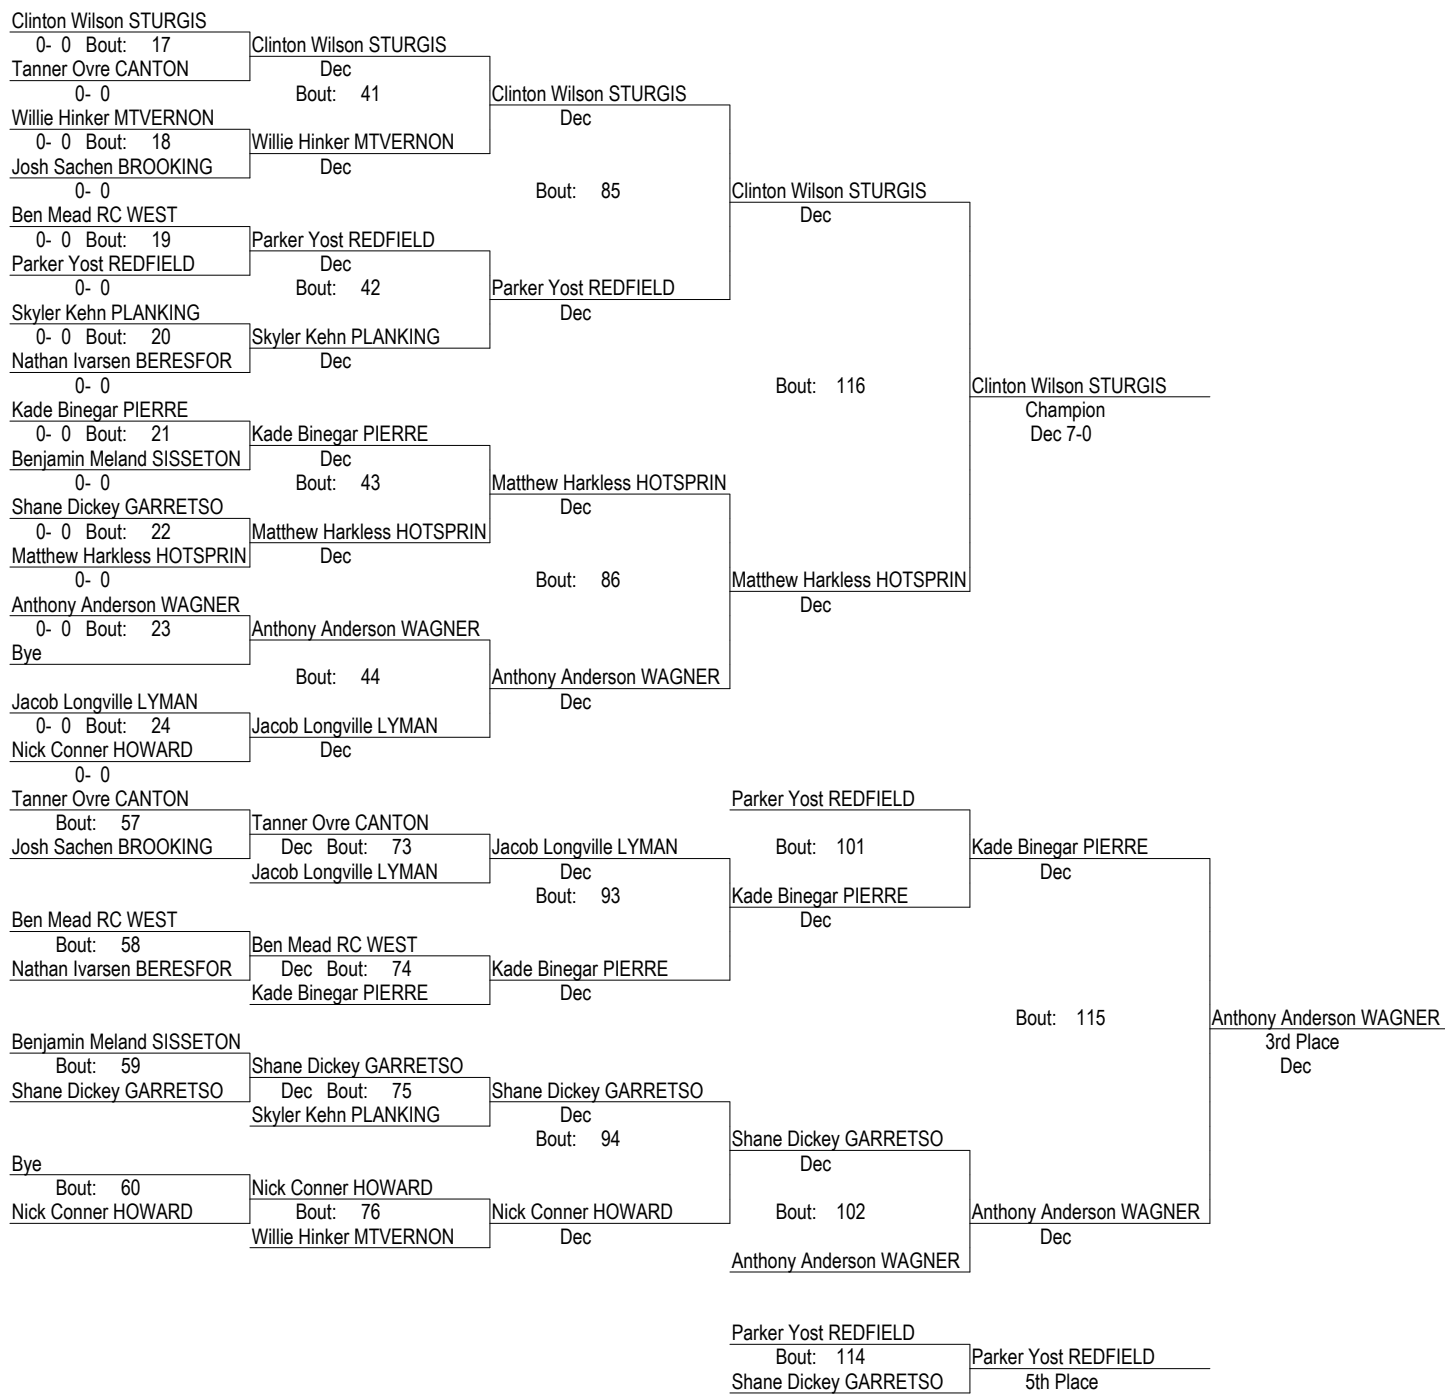 Clinton Wilson STURGIS
0- 0 Bout: 17
Clinton Wilson STURGIS
Tanner Ovre CANTON
Dec
0- 0
Bout: 41
Clinton Wilson STURGIS
Willie Hinker MTVERNON
Dec
0- 0 Bout: 18
Willie Hinker MTVERNON
Josh Sachen BROOKING
Dec
0- 0
Bout: 85
Clinton Wilson STURGIS
Ben Mead RC WEST
Dec
0- 0 Bout: 19
Parker Yost REDFIELD
Parker Yost REDFIELD
Dec
0- 0
Bout: 42
Parker Yost REDFIELD
Skyler Kehn PLANKING
Dec
0- 0 Bout: 20
Skyler Kehn PLANKING
Nathan Ivarsen BERESFOR
Dec
0- 0
Bout: 116
Clinton Wilson STURGIS
Kade Binegar PIERRE
Champion
0- 0 Bout: 21
Kade Binegar PIERRE
Dec 7-0
Benjamin Meland SISSETON
Dec
0- 0
Bout: 43
Matthew Harkless HOTSPRIN
Shane Dickey GARRETSO
Dec
0- 0 Bout: 22
Matthew Harkless HOTSPRIN
Matthew Harkless HOTSPRIN
Dec
0- 0
Bout: 86
Matthew Harkless HOTSPRIN
Anthony Anderson WAGNER
Dec
0- 0 Bout: 23
Anthony Anderson WAGNER
Bye
Bout: 44
Anthony Anderson WAGNER
Jacob Longville LYMAN
Dec
0- 0 Bout: 24
Jacob Longville LYMAN
Nick Conner HOWARD
Dec
0- 0
Tanner Ovre CANTON
Parker Yost REDFIELD
Bout: 57
Tanner Ovre CANTON
Josh Sachen BROOKING
Dec Bout: 73
Jacob Longville LYMAN
Bout: 101
Kade Binegar PIERRE
Jacob Longville LYMAN
Dec
Dec
Bout: 93
Kade Binegar PIERRE
Ben Mead RC WEST
Dec
Bout: 58
Ben Mead RC WEST
Nathan Ivarsen BERESFOR
Dec Bout: 74
Kade Binegar PIERRE
Kade Binegar PIERRE
Dec
Bout: 115
Anthony Anderson WAGNER
Benjamin Meland SISSETON
3rd Place
Bout: 59
Shane Dickey GARRETSO
Dec
Shane Dickey GARRETSO
Dec Bout: 75
Shane Dickey GARRETSO
Skyler Kehn PLANKING
Dec
Bout: 94
Shane Dickey GARRETSO
Bye
Dec
Bout: 60
Nick Conner HOWARD
Nick Conner HOWARD
Bout: 76
Nick Conner HOWARD
Bout: 102
Anthony Anderson WAGNER
Willie Hinker MTVERNON
Dec
Dec
Anthony Anderson WAGNER
Parker Yost REDFIELD
Bout: 114
Parker Yost REDFIELD
Shane Dickey GARRETSO
5th Place